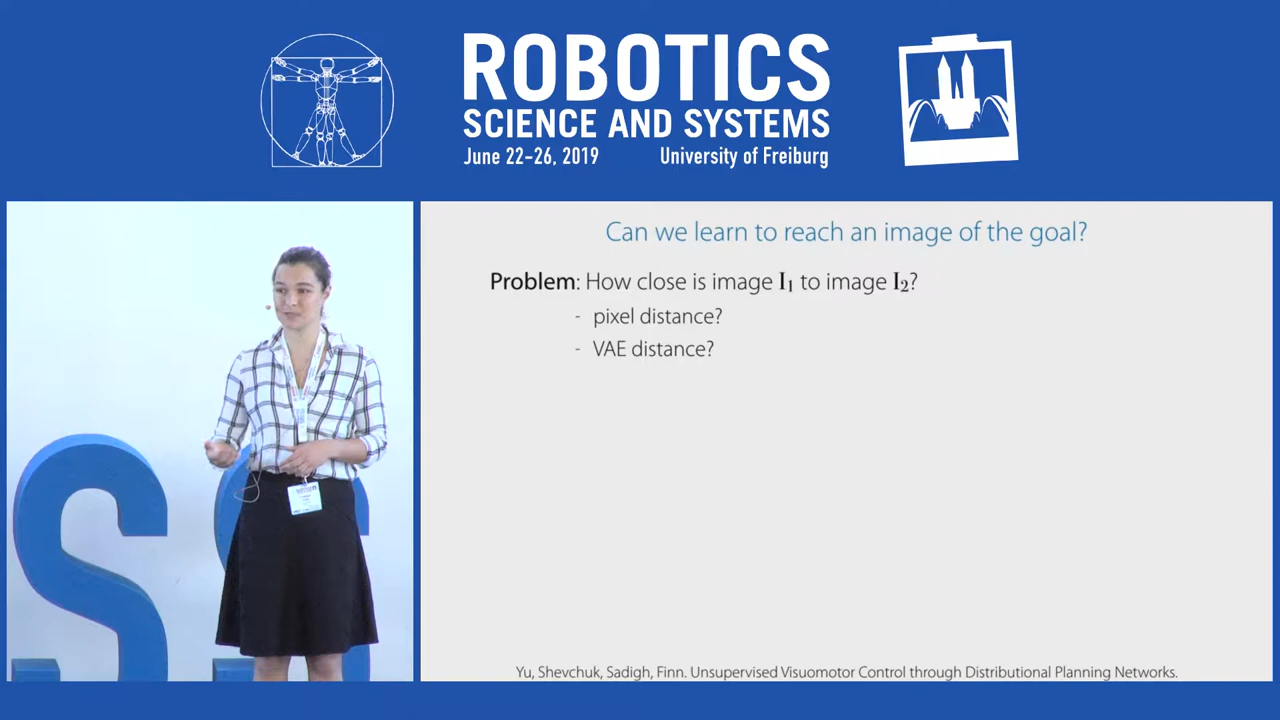 ROBOTICS
SCIENCE AND SYSTEMS
June 22-26, 2019 University of Freiburg
Can we learn to reach an image of the goal?
Problem: How close is image I₁ to image I₂?
- pixel distance?
- VAE distance?
S S
Yu, Shevchuk, Sadigh, Finn. Unsupervised Visuomotor Control through Distributional Planning Networks.